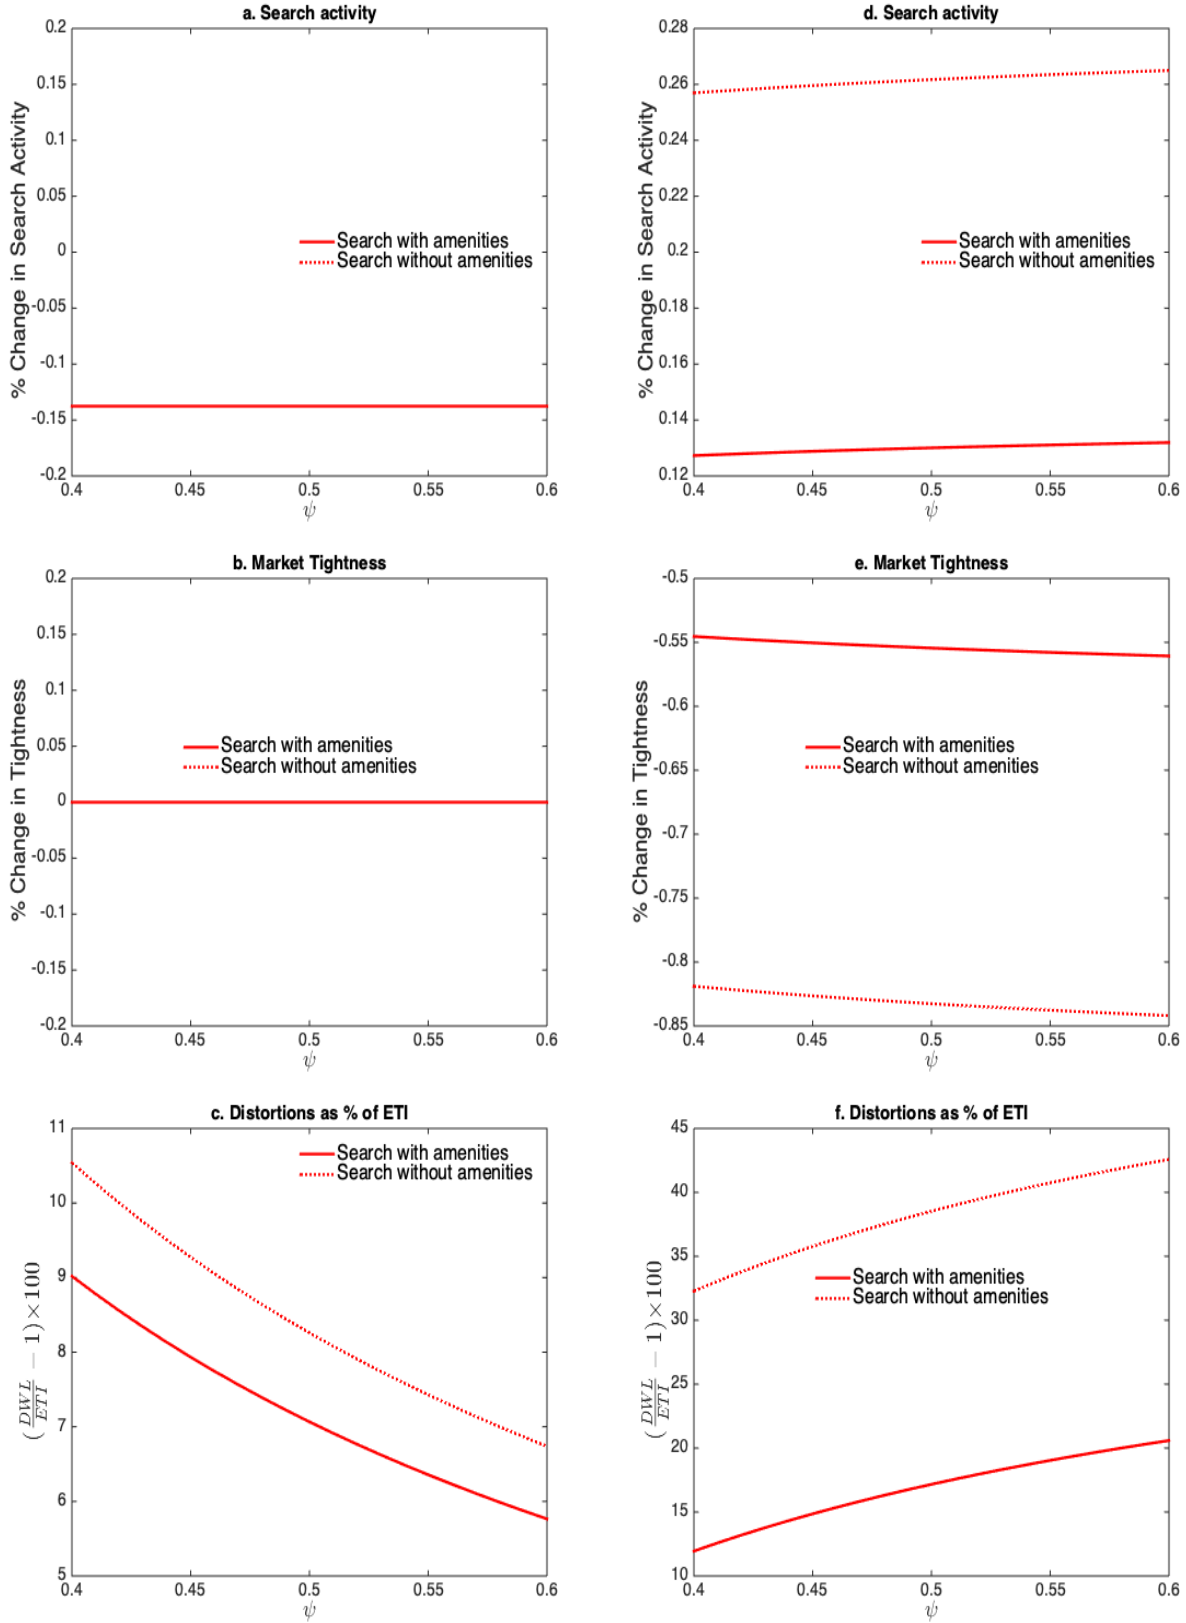 a. Search activity
% Change in Search Activity
0.2
0.15
0.1
0.05
0
-0.05
-0.1
-0.15
-0.2
Search with amenities
Search without amenities
0.4 0.45 0.5 0.55 0.6
ψ
d. Search activity
% Change in Search Activity
0.28
0.26
0.24
0.22
0.2
0.18
0.16
0.14
0.12
Search with amenities
Search without amenities
0.4 0.45 0.5 0.55 0.6
ψ
b. Market Tightness
% Change in Tightness
0.2
0.15
0.1
0.05
0
-0.05
-0.1
-0.15
-0.2
Search with amenities
Search without amenities
0.4 0.45 0.5 0.55 0.6
ψ
e. Market Tightness
% Change in Tightness
-0.5
-0.55
-0.6
-0.65
-0.7
-0.75
-0.8
-0.85
Search with amenities
Search without amenities
0.4 0.45 0.5 0.55 0.6
ψ
c. Distortions as % of ETI
(DWL/ETI − 1)×100
11
10
9
8
7
6
5
Search with amenities
Search without amenities
0.4 0.45 0.5 0.55 0.6
ψ
f. Distortions as % of ETI
(DWL/ETI − 1)×100
45
40
35
30
25
20
15
10
Search with amenities
Search without amenities
0.4 0.45 0.5 0.55 0.6
ψ